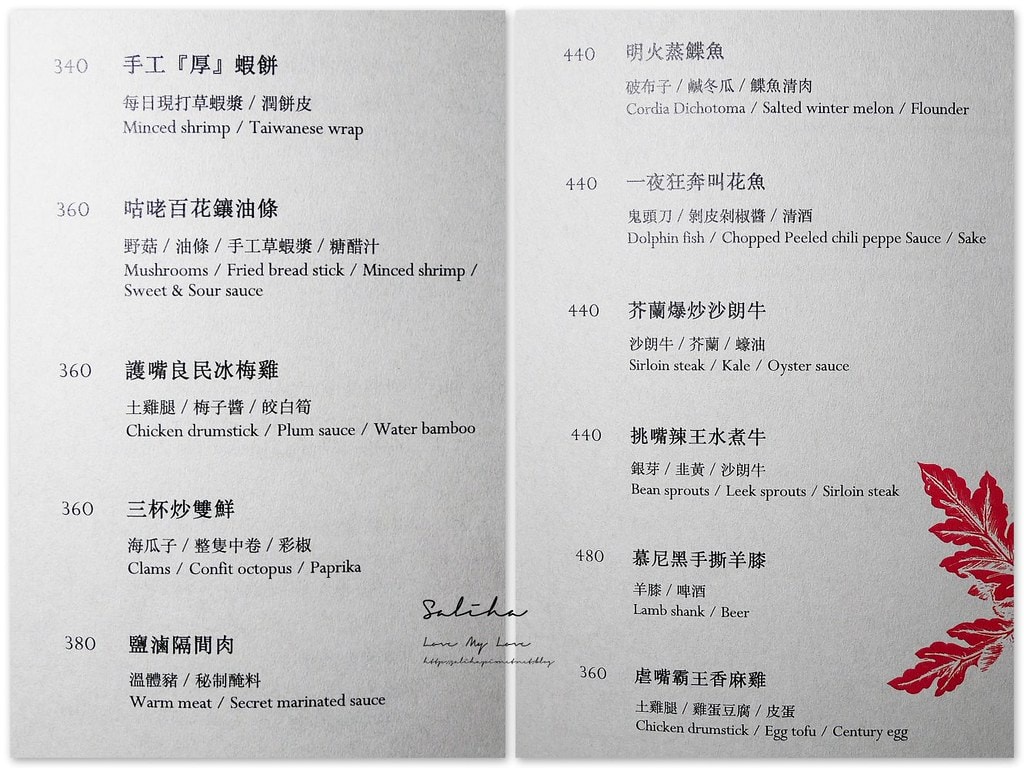 340 手工『厚』蝦餅
每日現打草蝦漿 / 潤餅皮
Minced shrimp / Taiwanese wrap
360 咕咾百花鑲油條
野菇 / 油條 / 手工草蝦漿 / 糖醋汁
Mushrooms / Fried bread stick / Minced shrimp /
Sweet & Sour sauce
360 護嘴良民冰梅雞
土雞腿 / 梅子醬 / 皎白筍
Chicken drumstick / Plum sauce / Water bamboo
360 三杯炒雙鮮
海瓜子 / 整隻中卷 / 彩椒
Clams / Confit octopus / Paprika
380 鹽滷隔間肉
溫體豬 / 秘制醃料
Warm meat / Secret marinated sauce
440 明火蒸鰈魚
破布子 / 鹹冬瓜 / 鰈魚清肉
Cordia Dichotoma / Salted winter melon / Flounder
440 一夜狂奔叫花魚
鬼頭刀 / 剝皮剁椒醬 / 清酒
Dolphin fish / Chopped Peeled chili peppe Sauce / Sake
440 芥蘭爆炒沙朗牛
沙朗牛 / 芥蘭 / 蠔油
Sirloin steak / Kale / Oyster sauce
440 挑嘴辣王水煮牛
銀芽 / 韭黃 / 沙朗牛
Bean sprouts / Leek sprouts / Sirloin steak
480 慕尼黑手撕羊膝
羊膝 / 啤酒
Lamb shank / Beer
360 虐嘴霸王香麻雞
土雞腿 / 雞蛋豆腐 / 皮蛋
Chicken drumstick / Egg tofu / Century egg
Saliha
Love My Love